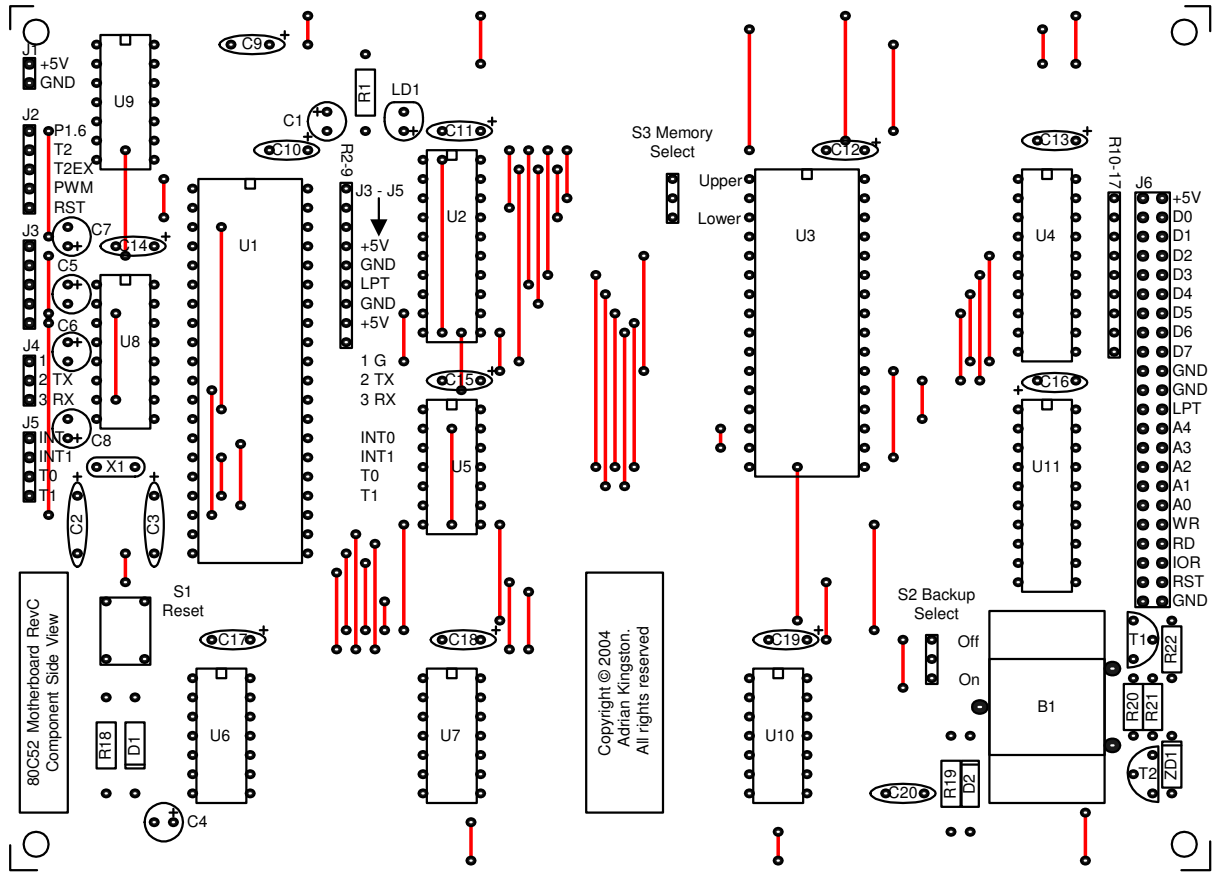 C9
J1
+5V
GND
U9
R1
LD1
C1
C10
C11
J2
P1.6
T2
T2EX
PWM
RST
R2-9
J3 - J5
+5V
GND
LPT
GND
+5V
1 G
2 TX
3 RX
INT0
INT1
T0
T1
C7
C14
J3
C5
C6
U8
J4
1
2 TX
3 RX
J5
INT
INT1
T0
T1
C8
X1
C2
C3
U1
U2
C15
U5
S3 Memory
Select
Upper
Lower
C12
U3
C13
U4
R10-17
C16
U11
J6
+5V
D0
D1
D2
D3
D4
D5
D6
D7
GND
GND
LPT
A4
A3
A2
A1
A0
WR
RD
IOR
RST
GND
80C52 Motherboard RevC
Component Side View
S1
Reset
C17
U6
R18
D1
C4
C18
U7
Copyright © 2004
Adrian Kingston.
All rights reserved
C19
U10
S2 Backup
Select
Off
On
C20
R19
D2
B1
T1
R22
R20
R21
T2
ZD1